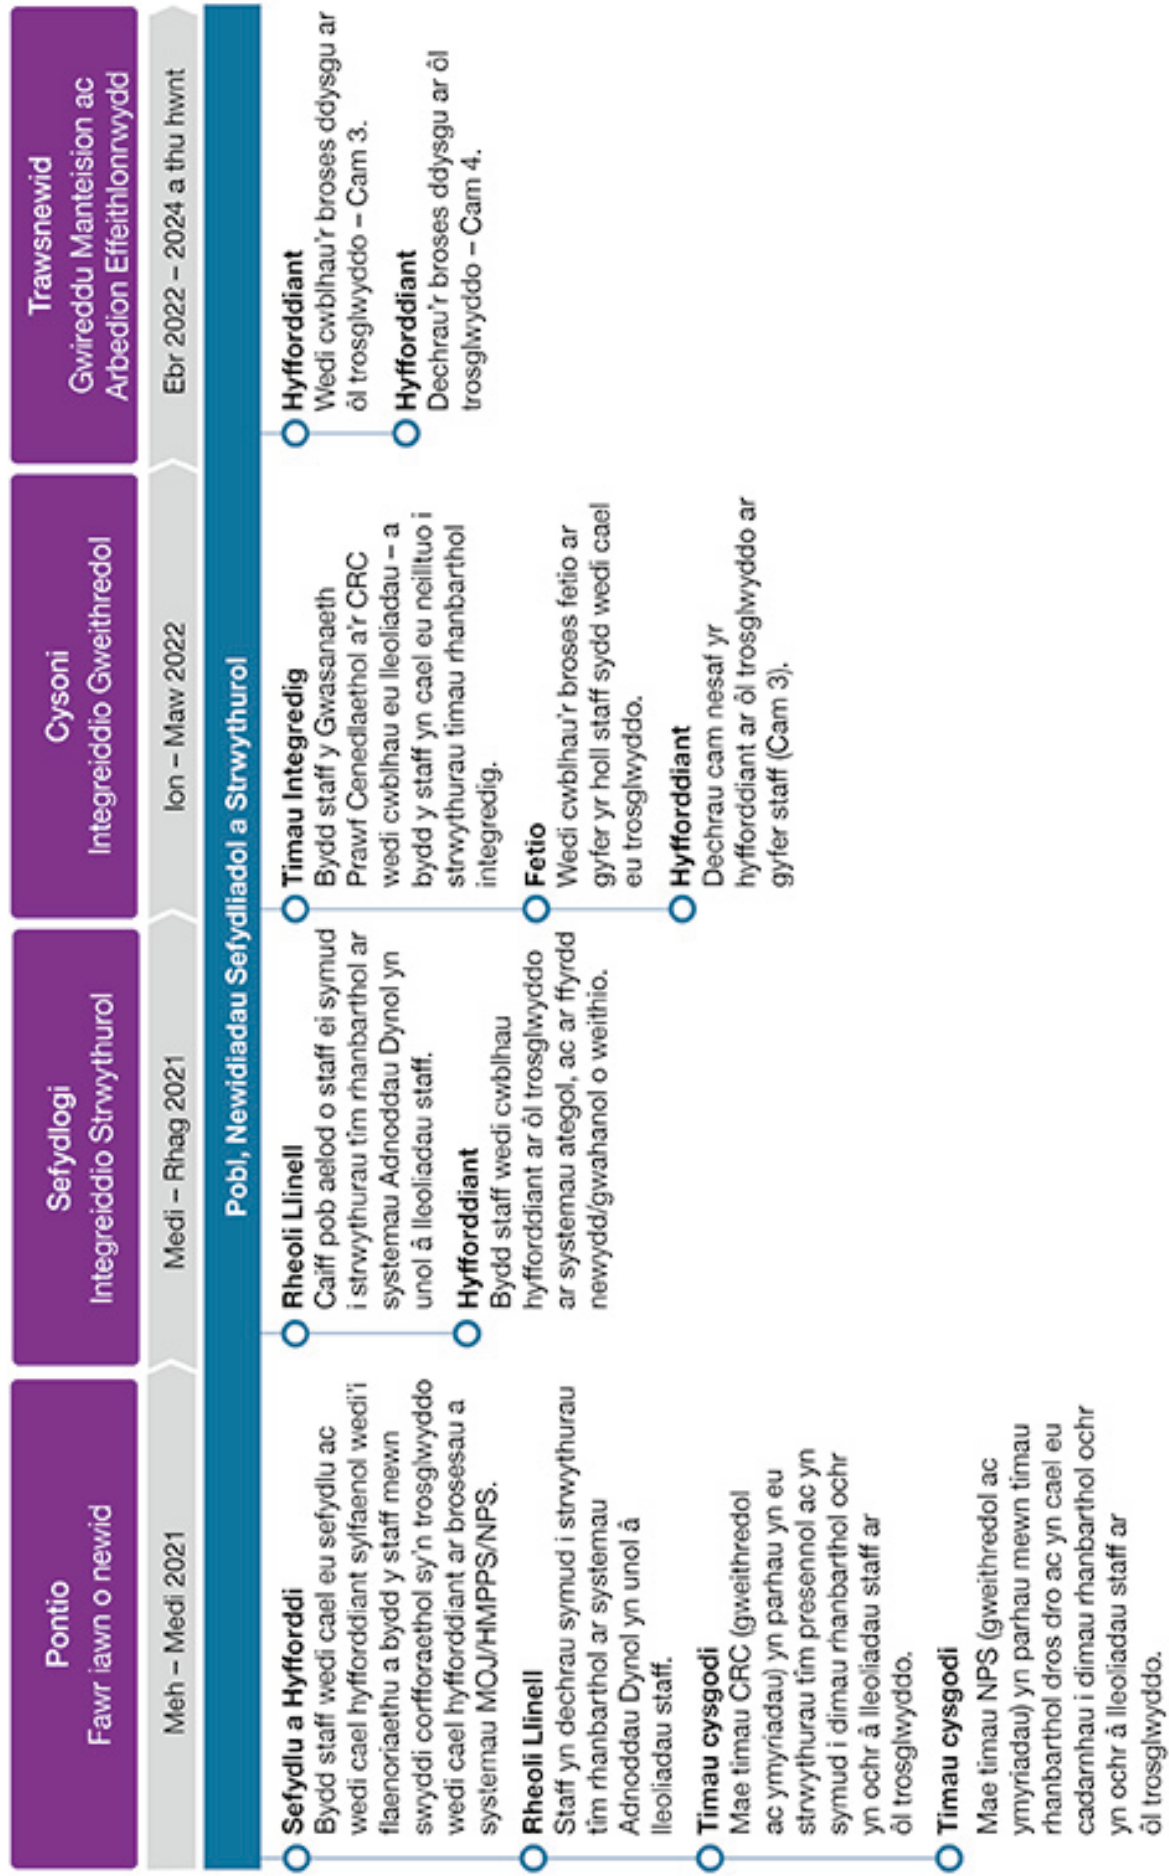 Pontio
Fawr iawn o newid
Meh – Medi 2021
Sefydlogi
Integreiddio Strwythurol
Medi – Rhag 2021
Cysoni
Integreiddio Gweithredol
Ion – Maw 2022
Trawsnewid
Gwireddu Manteision ac
Arbedion Effeithlonrwydd
Ebr 2022 – 2024 a thu hwnt
Pobl, Newidiadau Sefydliadol a Strwythurol
Sefydlu a Hyfforddi
Bydd staff wedi cael eu sefydlu ac
wedi cael hyfforddiant sylfaenol wedi'i
flaenoriaethu a bydd y staff mewn
swyddi corfforaethol sy'n trosglwyddo
wedi cael hyfforddiant ar brosesau a
systemau MOJ/HMPPS/NPS.
Rheoli Llinell
Staff yn dechrau symud i strwythurau
tîm rhanbarthol ar systemau
Adnoddau Dynol yn unol â
lleoliadau staff.
Timau cysgodi
Mae timau CRC (gweithredol
ac ymyriadau) yn parhau yn eu
strwythurau tîm presennol ac yn
symud i dimau rhanbarthol ochr
yn ochr â lleoliadau staff ar
ôl trosglwyddo.
Timau cysgodi
Mae timau NPS (gweithredol ac
ymyriadau) yn parhau mewn timau
rhanbarthol dros dro ac yn cael eu
cadarnhau i dimau rhanbarthol ochr
yn ochr â lleoliadau staff ar
ôl trosglwyddo.
Rheoli Llinell
Caiff pob aelod o staff ei symud
i strwythurau tîm rhanbarthol ar
systemau Adnoddau Dynol yn
unol â lleoliadau staff.
Hyfforddiant
Bydd staff wedi cwblhau
hyfforddiant ar ôl trosglwyddo
ar systemau ategol, ac ar ffyrdd
newydd/gwahanol o weithio.
Timau Integredig
Bydd staff y Gwasanaeth
Prawf Cenedlaethol a'r CRC
wedi cwblhau eu lleoliadau – a
bydd y staff yn cael eu neilltuo i
strwythurau timau rhanbarthol
integredig.
Fetio
Wedi cwblhau'r broses fetio ar
gyfer yr holl staff sydd wedi cael
eu trosglwyddo.
Hyfforddiant
Dechrau cam nesaf yr
hyfforddiant ar ôl trosglwyddo ar
gyfer staff (Cam 3).
Hyfforddiant
Wedi cwblhau'r broses ddysgu ar
ôl trosglwyddo – Cam 3.
Hyfforddiant
Dechrau'r broses ddysgu ar ôl
trosglwyddo – Cam 4.